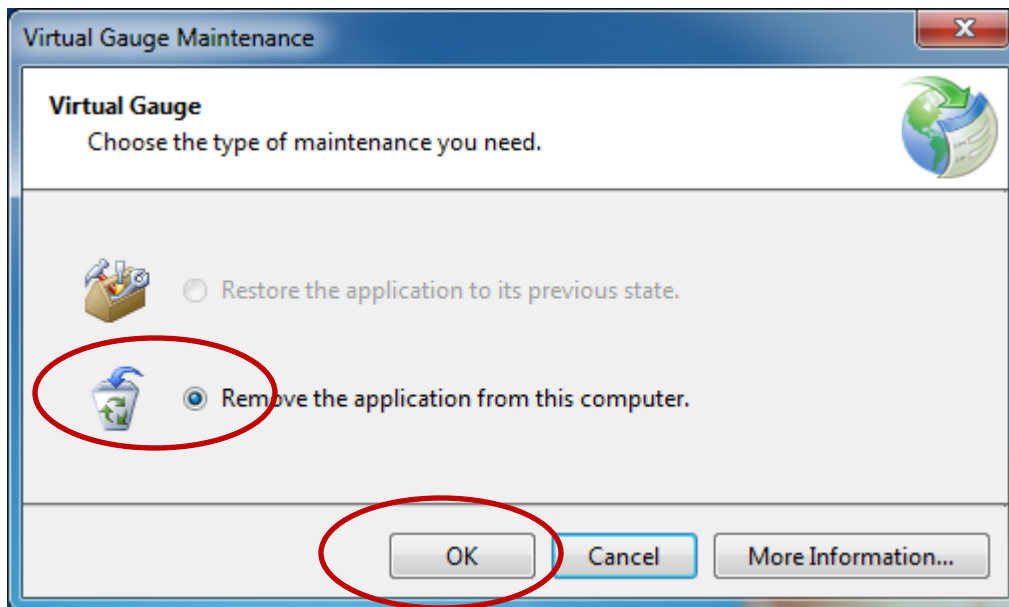 Virtual Gauge Maintenance
Virtual Gauge
Choose the type of maintenance you need.
Restore the application to its previous state.
Remove the application from this computer.
OK Cancel More Information...